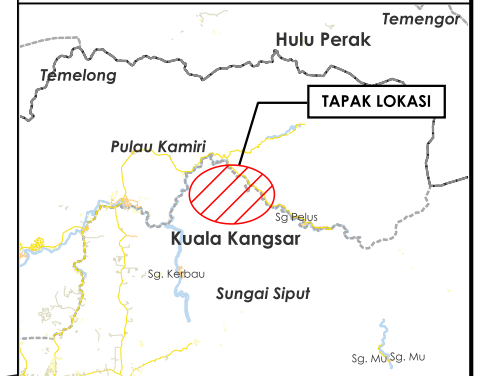 Temengor
Hulu Perak
Temelong
TAPAK LOKASI
Pulau Kamiri
Sg Pelus
Kuala Kangsar
Sg. Kerbau
Sungai Siput
Sg. Mu
Sg. Mu